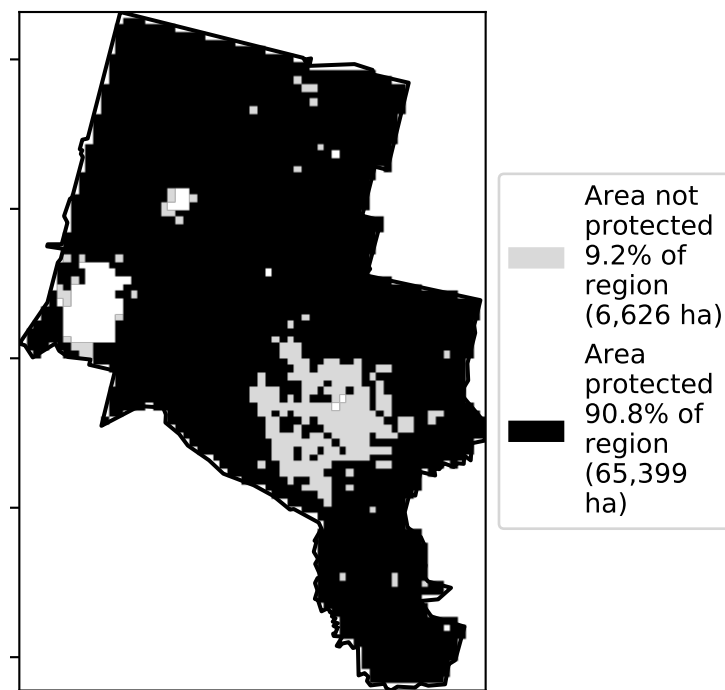 Area not
protected
9.2% of
region
(6,626 ha)
Area
protected
90.8% of
region
(65,399
ha)